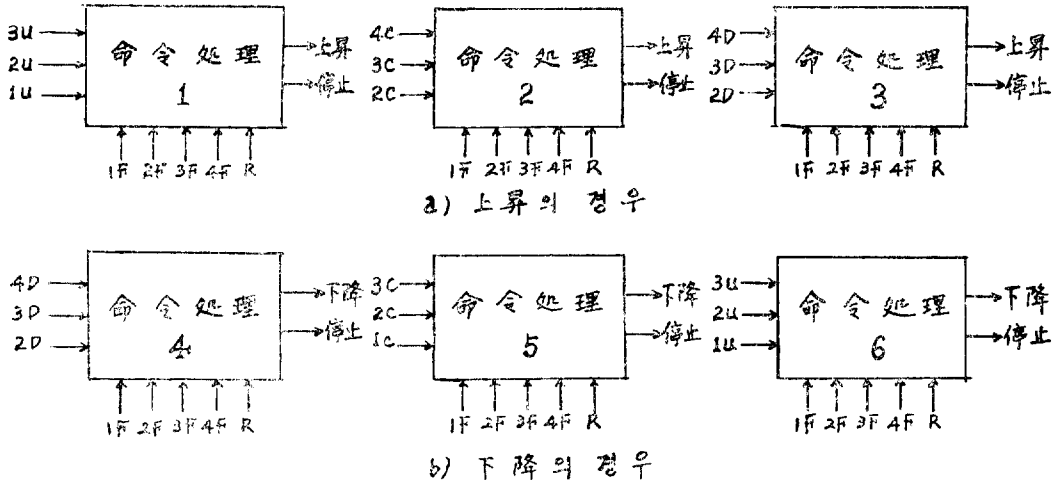 3U 2U 1U 命令処理 1 上昇 停止
1F 2F 3F 4F R
4C 3C 2C 命令処理 2 上昇 停止
1F 2F 3F 4F R
4D 3D 2D 命令処理 3 上昇 停止
1F 2F 3F 4F R
a) 上昇의 경우
4D 3D 2D 命令処理 4 下降 停止
1F 2F 3F 4F R
3C 2C 1C 命令処理 5 下降 停止
1F 2F 3F 4F R
3U 2U 1U 命令処理 6 下降 停止
1F 2F 3F 4F R
b) 下降의 경우